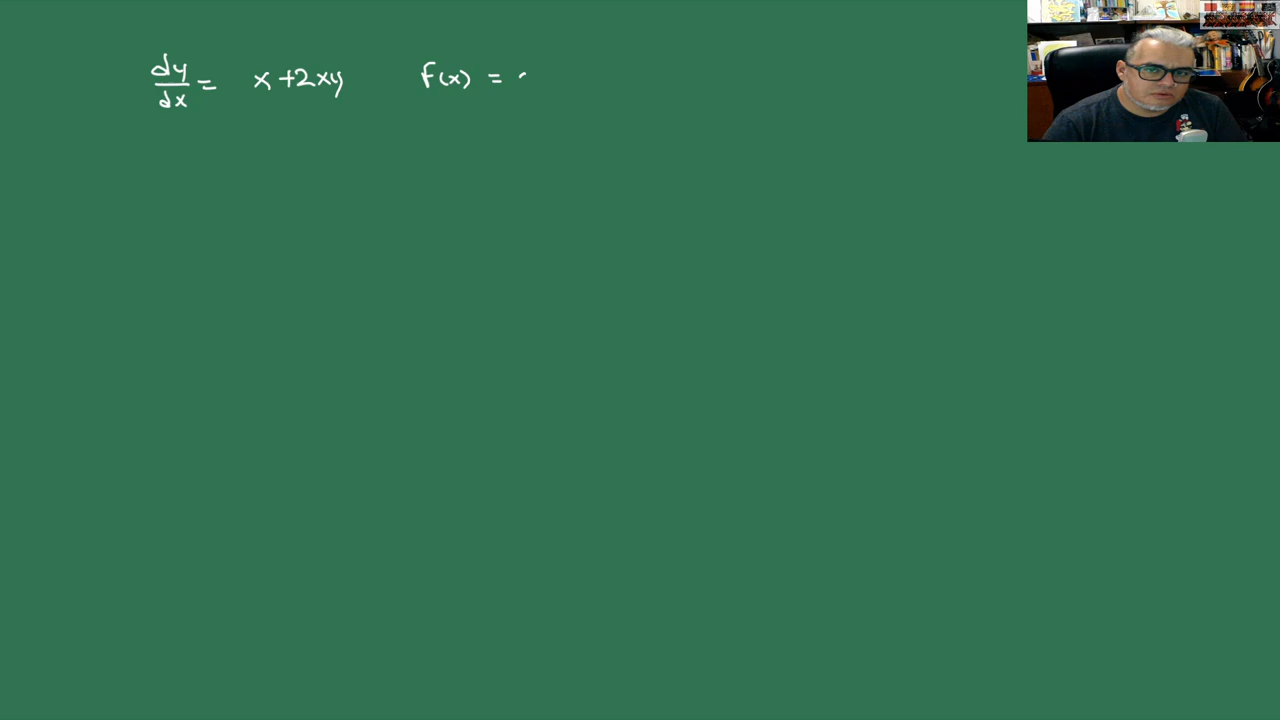 dy/dx = x + 2xy f(x) =